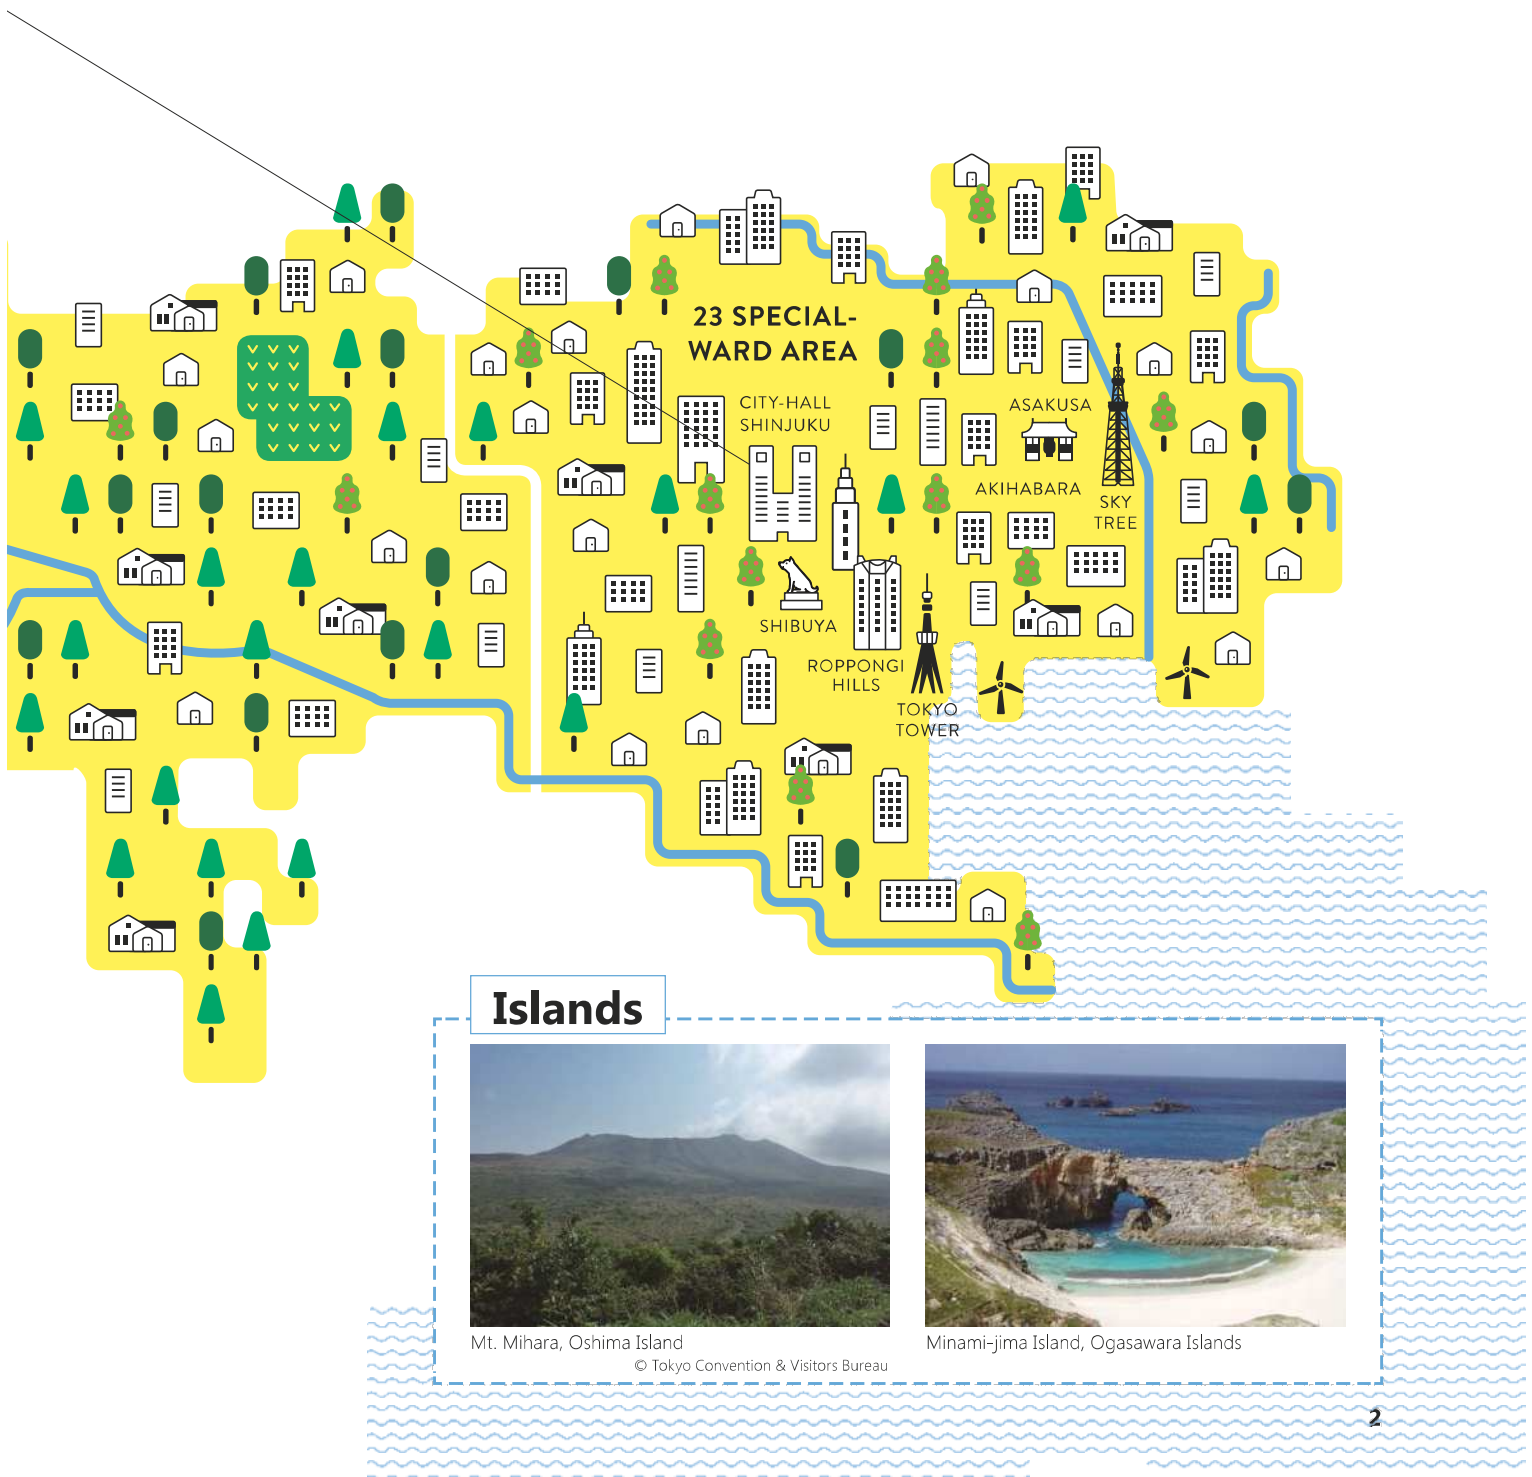 23 SPECIAL-
WARD AREA
CITY-HALL
SHINJUKU
ASAKUSA
AKIHABARA
SKY
TREE
SHIBUYA
ROPPONGI
HILLS
TOKYO
TOWER
Islands
Mt. Mihara, Oshima Island
© Tokyo Convention & Visitors Bureau
Minami-jima Island, Ogasawara Islands
2